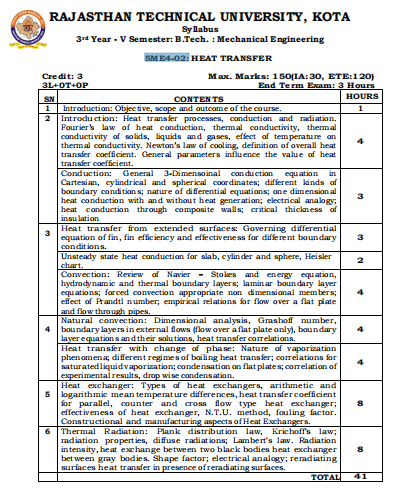 RAJASTHAN TECHNICAL UNIVERSITY, KOTA
Syllabus
3rd Year - V Semester: B.Tech. : Mechanical Engineering
5ME4-02: HEAT TRANSFER
Credit: 3 Max. Marks: 150(IA:30, ETE:120)
3L+0T+0P End Term Exam: 3 Hours
SN CONTENTS HOURS
1 Introduction: Objective, scope and outcome of the course. 1
2 Introduction: Heat transfer processes, conduction and radiation.
Fourier's law of heat conduction, thermal conductivity, thermal
conductivity of solids, liquids and gases, effect of temperature on
thermal conductivity. Newton's law of cooling, definition of overall heat
transfer coefficient. General parameters influence the value of heat
transfer coefficient.
4
Conduction: General 3-Dimensoinal conduction equation in
Cartesian, cylindrical and spherical coordinates; different kinds of
boundary conditions; nature of differential equations; one dimensional
heat conduction with and without heat generation; electrical analogy;
heat conduction through composite walls; critical thickness of
insulation
3
3 Heat transfer from extended surfaces: Governing differential
equation of fin, fin efficiency and effectiveness for different boundary
conditions.
3
Unsteady state heat conduction for slab, cylinder and sphere, Heisler
chart.
2
Convection: Review of Navier – Stokes and energy equation,
hydrodynamic and thermal boundary layers; laminar boundary layer
equations; forced convection appropriate non dimensional members;
effect of Prandtl number; empirical relations for flow over a flat plate
and flow through pipes.
4
4 Natural convection: Dimensional analysis, Grashoff number,
boundary layers in external flows (flow over a flat plate only), boundary
layer equations and their solutions, heat transfer correlations.
4
Heat transfer with change of phase: Nature of vaporization
phenomena; different regimes of boiling heat transfer; correlations for
saturated liquid vaporization; condensation on flat plates; correlation of
experimental results, drop wise condensation.
4
5 Heat exchanger: Types of heat exchangers, arithmetic and
logarithmic mean temperature differences, heat transfer coefficient
for parallel, counter and cross flow type heat exchanger;
effectiveness of heat exchanger, N.T.U. method, fouling factor.
Constructional and manufacturing aspects of Heat Exchangers.
8
6 Thermal Radiation: Plank distribution law, Krichoff's law;
radiation properties, diffuse radiations; Lambert's law. Radiation
intensity, heat exchange between two black bodies heat exchanger
between gray bodies. Shape factor; electrical analogy; reradiating
surfaces heat transfer in presence of reradiating surfaces.
8
TOTAL 41